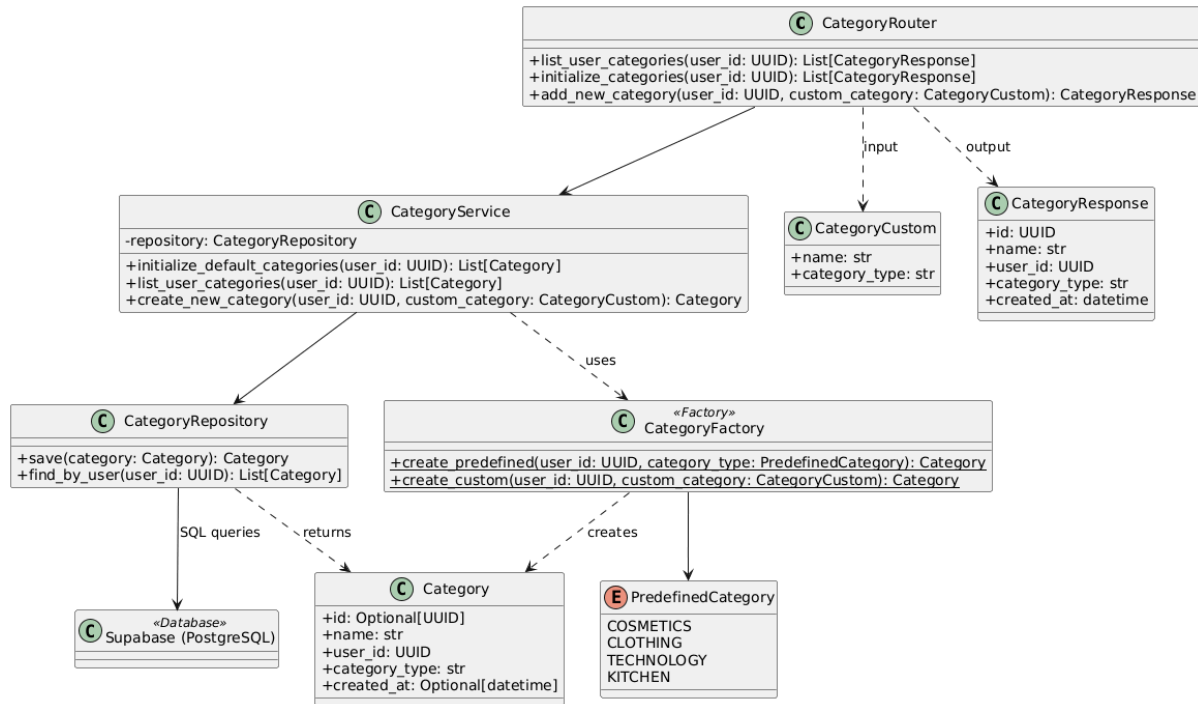 C CategoryRouter
+list_user_categories(user_id: UUID): List[CategoryResponse]
+initialize_categories(user_id: UUID): List[CategoryResponse]
+add_new_category(user_id: UUID, custom_category: CategoryCustom): CategoryResponse
input
output
C CategoryService
-repository: CategoryRepository
+initialize_default_categories(user_id: UUID): List[Category]
+list_user_categories(user_id: UUID): List[Category]
+create_new_category(user_id: UUID, custom_category: CategoryCustom): Category
C CategoryCustom
+name: str
+category_type: str
C CategoryResponse
+id: UUID
+name: str
+user_id: UUID
+category_type: str
+created_at: datetime
uses
C CategoryRepository
+save(category: Category): Category
+find_by_user(user_id: UUID): List[Category]
«Factory»
C CategoryFactory
+create_predefined(user_id: UUID, category_type: PredefinedCategory): Category
+create_custom(user_id: UUID, custom_category: CategoryCustom): Category
SQL queries
returns
creates
«Database»
C Supabase (PostgreSQL)
C Category
+id: Optional[UUID]
+name: str
+user_id: UUID
+category_type: str
+created_at: Optional[datetime]
E PredefinedCategory
COSMETICS
CLOTHING
TECHNOLOGY
KITCHEN